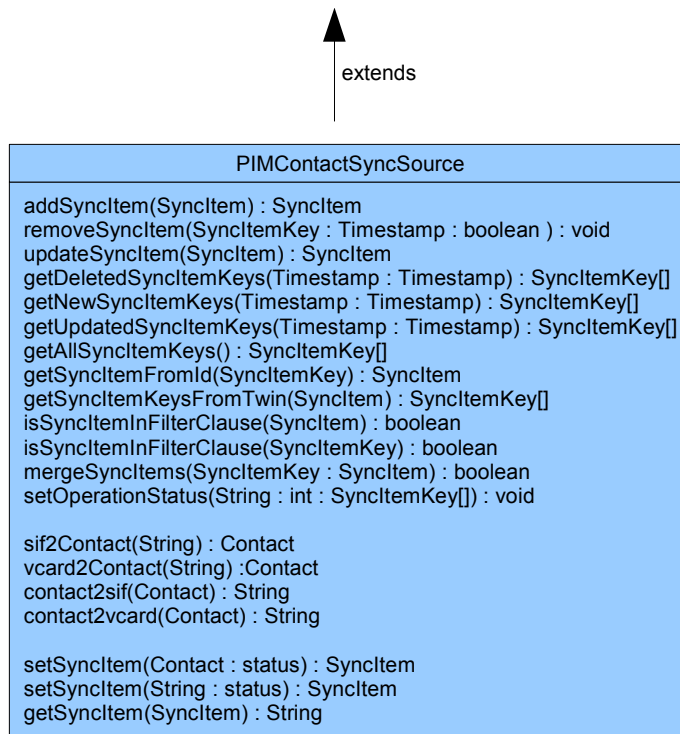 extends
PIMContactSyncSource
addSyncItem(SyncItem) : SyncItem
removeSyncItem(SyncItemKey : Timestamp : boolean ) : void
updateSyncItem(SyncItem) : SyncItem
getDeletedSyncItemKeys(Timestamp : Timestamp) : SyncItemKey[]
getNewSyncItemKeys(Timestamp : Timestamp) : SyncItemKey[]
getUpdatedSyncItemKeys(Timestamp : Timestamp) : SyncItemKey[]
getAllSyncItemKeys() : SyncItemKey[]
getSyncItemFromId(SyncItemKey) : SyncItem
getSyncItemKeysFromTwin(SyncItem) : SyncItemKey[]
isSyncItemInFilterClause(SyncItem) : boolean
isSyncItemInFilterClause(SyncItemKey) : boolean
mergeSyncItems(SyncItemKey : SyncItem) : boolean
setOperationStatus(String : int : SyncItemKey[]) : void
sif2Contact(String) : Contact
vcard2Contact(String) :Contact
contact2sif(Contact) : String
contact2vcard(Contact) : String
setSyncItem(Contact : status) : SyncItem
setSyncItem(String : status) : SyncItem
getSyncItem(SyncItem) : String